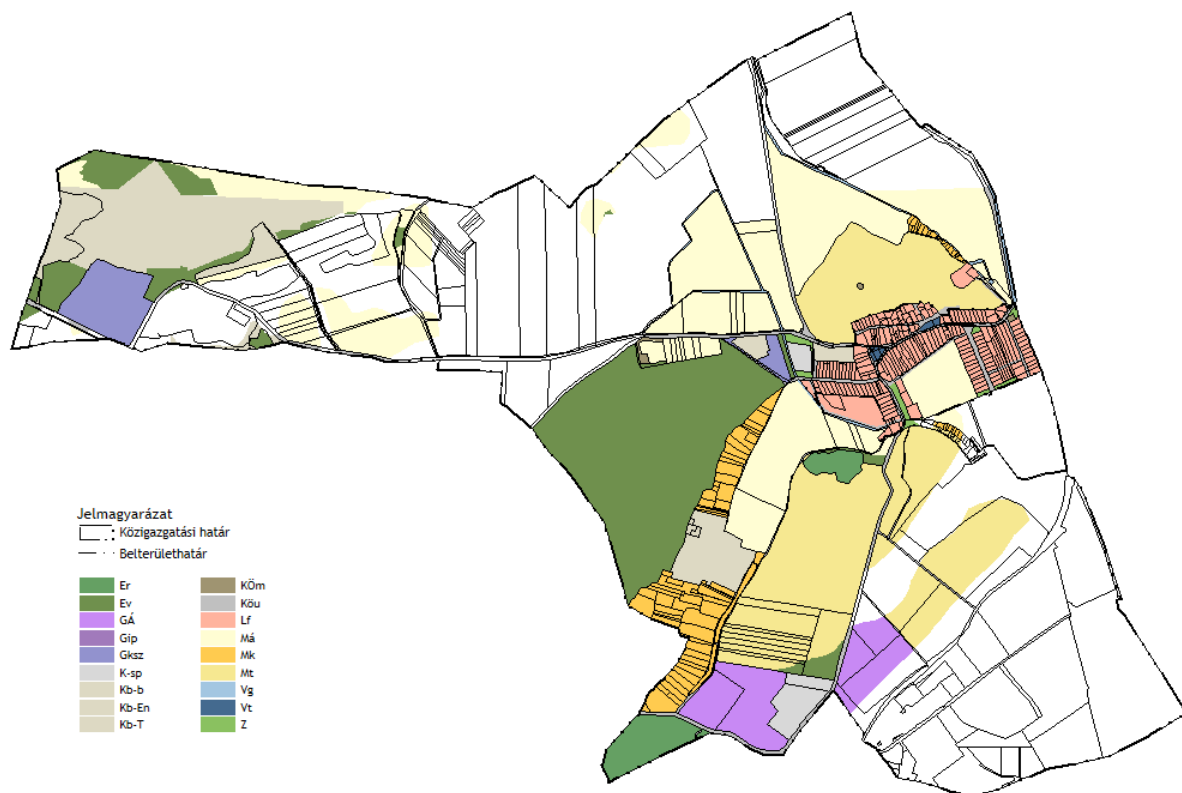 Jelmagyarázat
Közigazgatási határ
Belterülethatár
Er
Ev
GÁ
Gip
Gksz
K-sp
Kb-b
Kb-En
Kb-T
KÖm
Köu
Lf
Má
Mk
Mt
Vg
Vt
Z